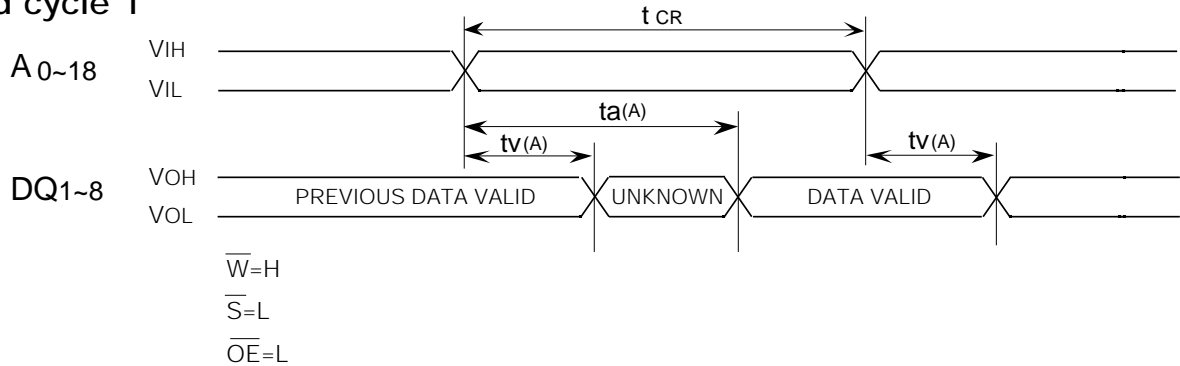 cycle 1
t CR
VIH
A 0~18
VIL
ta(A)
tv(A)
tv(A)
VOH
DQ1~8
PREVIOUS DATA VALID
UNKNOWN
DATA VALID
VOL
W=H
S=L
OE=L